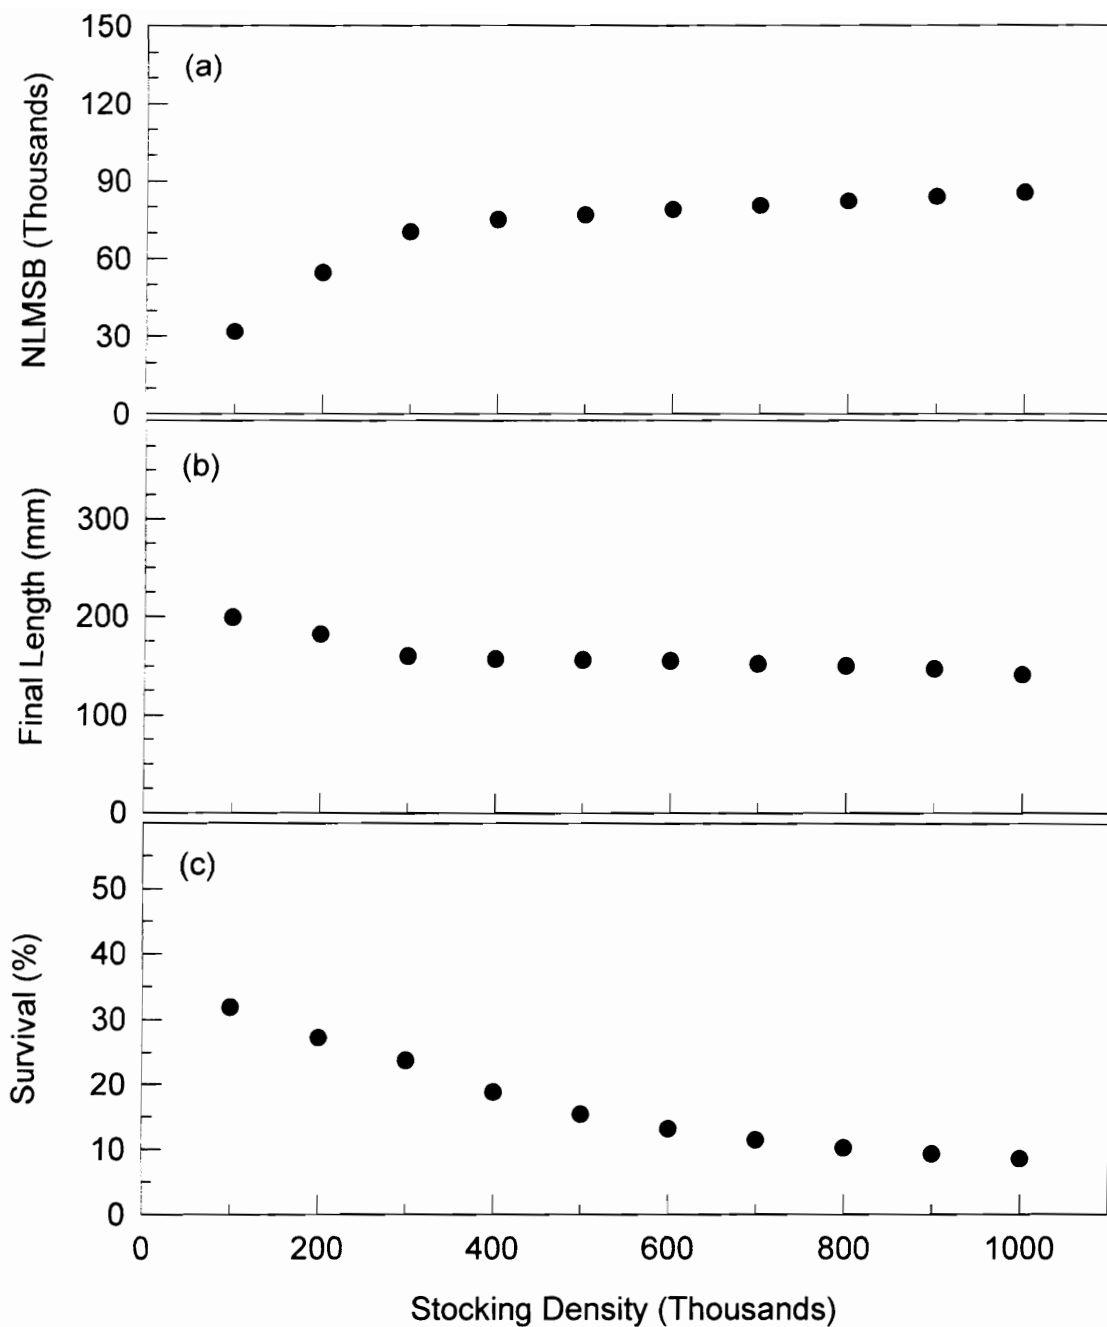 150
(a)
120
90
60
30
0
NLMSB (Thousands)
(b)
300
200
100
0
Final Length (mm)
(c)
50
40
30
20
10
0
Survival (%)
0 200 400 600 800 1000
Stocking Density (Thousands)